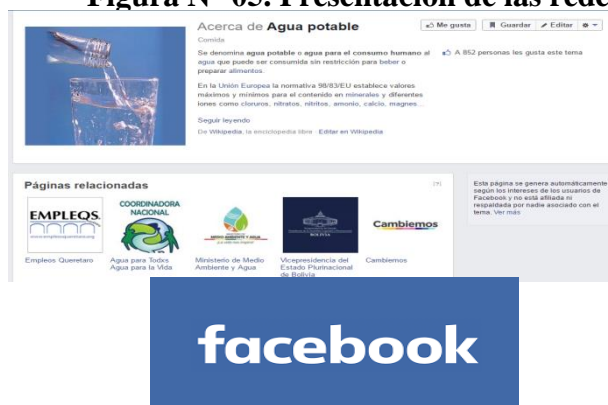 Figura N° 03: Presentación de las rede
Acerca de Agua potable
Me gusta
Guardar
Editar
Comida
Se denomina agua potable o agua para el consumo humano al
agua que puede ser consumida sin restricción para beber o
preparar alimentos.
A 852 personas les gusta este tema
En la Unión Europea la normativa 98/83/EU establece valores
máximos y mínimos para el contenido en minerales y diferentes
iones como cloruros, nitratos, nitritos, amonio, calcio, magnes...
Seguir leyendo
De Wikipedia, la enciclopedia libre · Editar en Wikipedia
Páginas relacionadas
Esta página se genera automáticamente
según los intereses de los usuarios de
Facebook y no está afiliada ni
respaldada por nadie asociado con el
tema. Ver más
EMPLEQS
COORDINADORA
NACIONAL
MEDIO AMBIENTE Y AGUA
BOLIVIA
Cambiemos
Empleos Queretaro
Agua para Todxs
Agua para la Vida
Ministerio de Medio
Ambiente y Agua
Vicepresidencia del
Estado Plurinacional
de Bolivia
Cambiemos
facebook